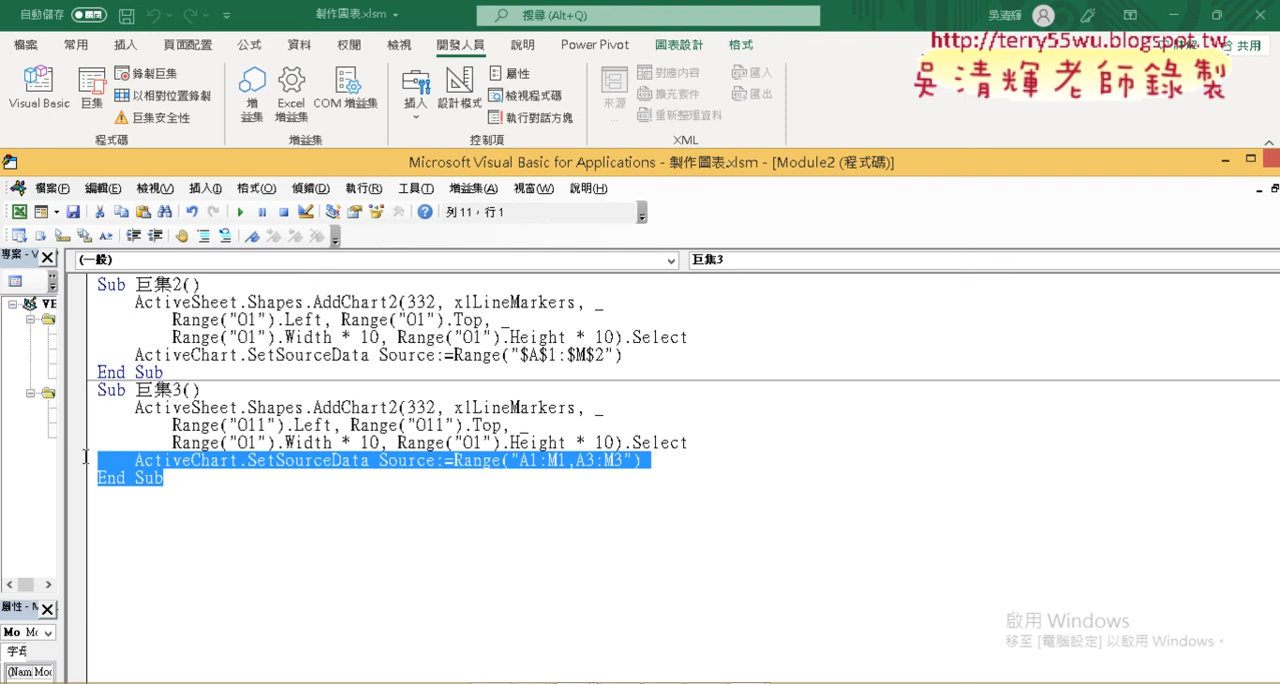 自動儲存
製作圖表.xlsm
搜尋 (Alt+Q)
吳清輝
檔案 常用 插入 頁面配置 公式 資料 校閱 檢視 開發人員 說明 Power Pivot 圖表設計 格式
共用
http://terry55wu.blogspot.tw
吳清輝老師錄製
Visual Basic
巨集
錄製巨集
以相對位置錄製
巨集安全性
程式碼
增益集
Excel 增益集
COM 增益集
增益集
插入
設計模式
屬性
檢視程式碼
執行對話方塊
控制項
來源
對應內容
擴充套件
重新整理資料
匯入
匯出
XML
Microsoft Visual Basic for Applications - 製作圖表.xlsm - [Module2 (程式碼)]
檔案(F) 編輯(E) 檢視(V) 插入(I) 格式(O) 偵錯(D) 執行(R) 工具(T) 增益集(A) 視窗(W) 說明(H)
列 11，行 1
專案 - V
(一般)
巨集3
Sub 巨集2()
ActiveSheet.Shapes.AddChart2(332, xlLineMarkers, _
Range("O1").Left, Range("O1").Top, _
Range("O1").Width * 10, Range("O1").Height * 10).Select
ActiveChart.SetSourceData Source:=Range("$A$1:$M$2")
End Sub
Sub 巨集3()
ActiveSheet.Shapes.AddChart2(332, xlLineMarkers, _
Range("O11").Left, Range("O11").Top, _
Range("O1").Width * 10, Range("O1").Height * 10).Select
ActiveChart.SetSourceData Source:=Range("A1:M1,A3:M3")
End Sub
VE
屬性 - M
Mo Mo
字母
(Nam Mod
啟用 Windows
移至 [電腦設定] 以啟用 Windows。